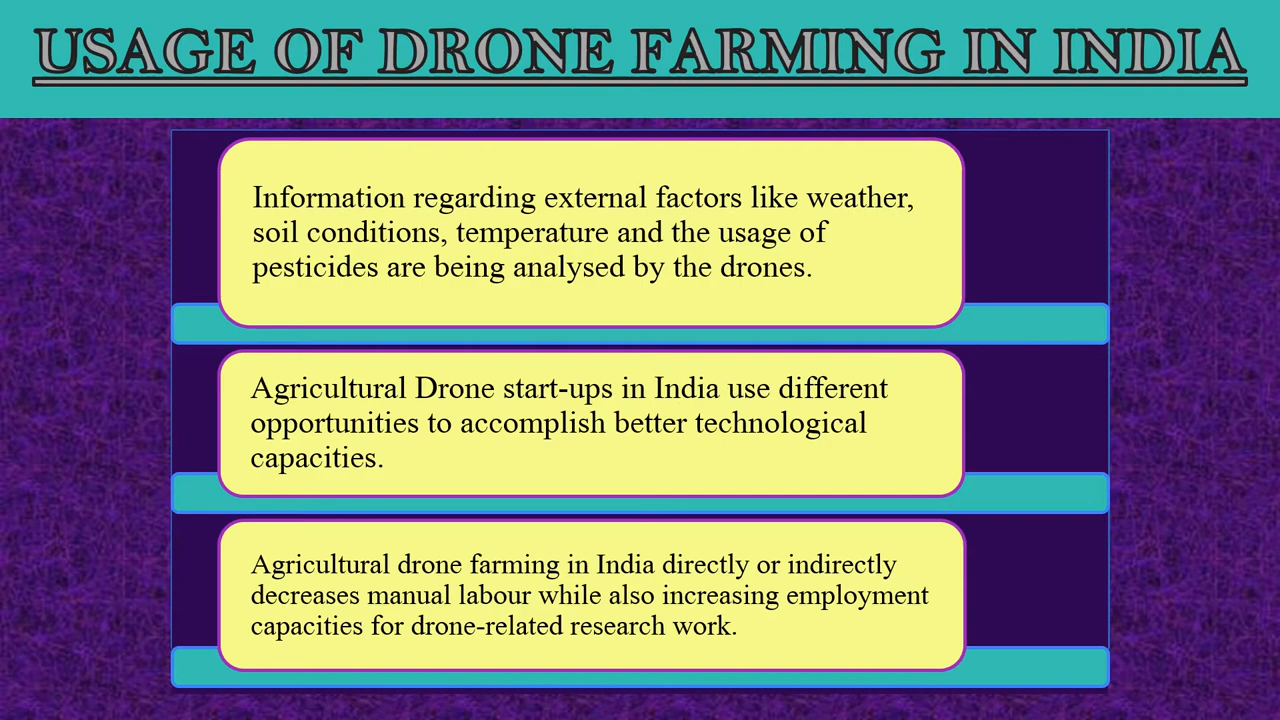 USAGE OF DRONE FARMING IN INDIA
Information regarding external factors like weather,
soil conditions, temperature and the usage of
pesticides are being analysed by the drones.
Agricultural Drone start-ups in India use different
opportunities to accomplish better technological
capacities.
Agricultural drone farming in India directly or indirectly
decreases manual labour while also increasing employment
capacities for drone-related research work.